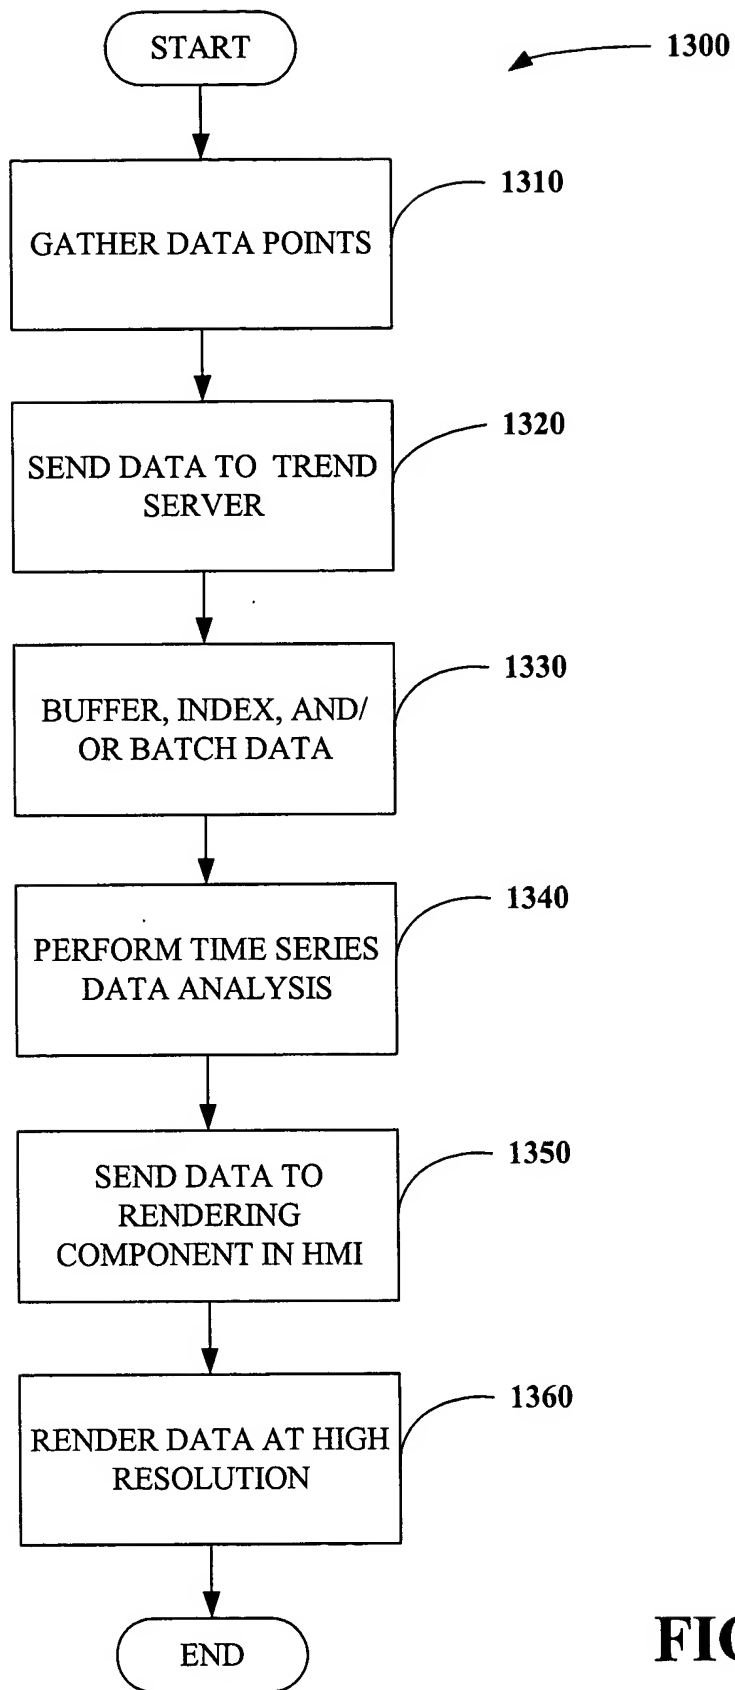 START
1300
1310
GATHER DATA POINTS
1320
SEND DATA TO TREND
SERVER
1330
BUFFER, INDEX, AND/
OR BATCH DATA
1340
PERFORM TIME SERIES
DATA ANALYSIS
1350
SEND DATA TO
RENDERING
COMPONENT IN HMI
1360
RENDER DATA AT HIGH
RESOLUTION
END